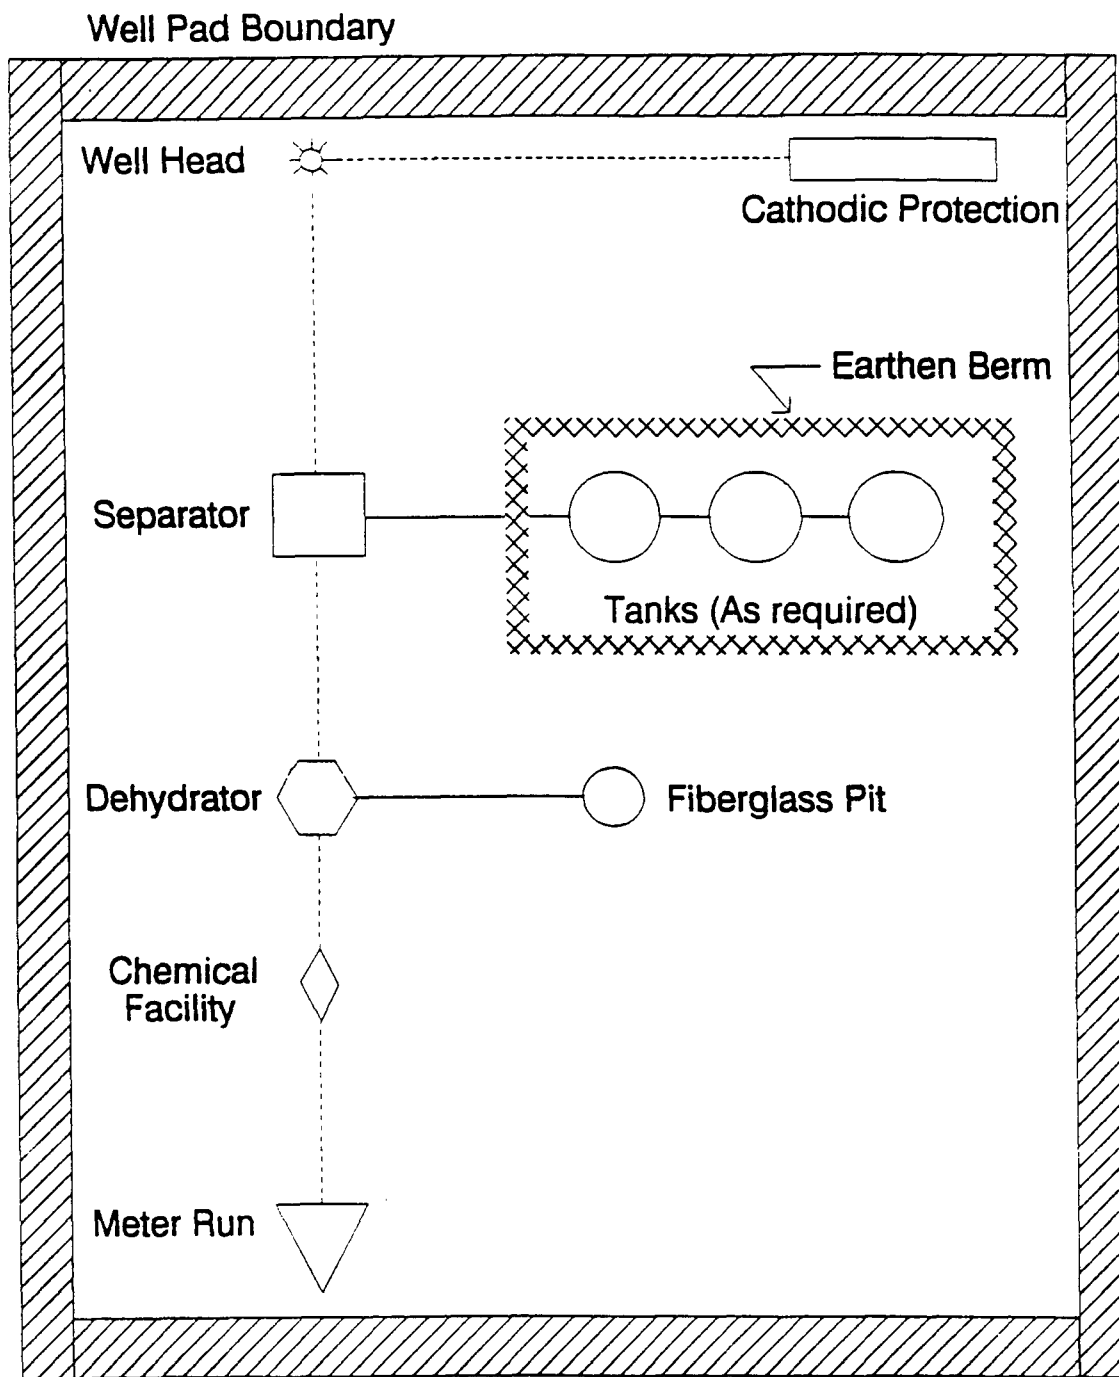 Well Pad Boundary
Well Head
Cathodic Protection
Earthen Berm
Separator
Tanks (As required)
Dehydrator
Fiberglass Pit
Chemical
Facility
Meter Run